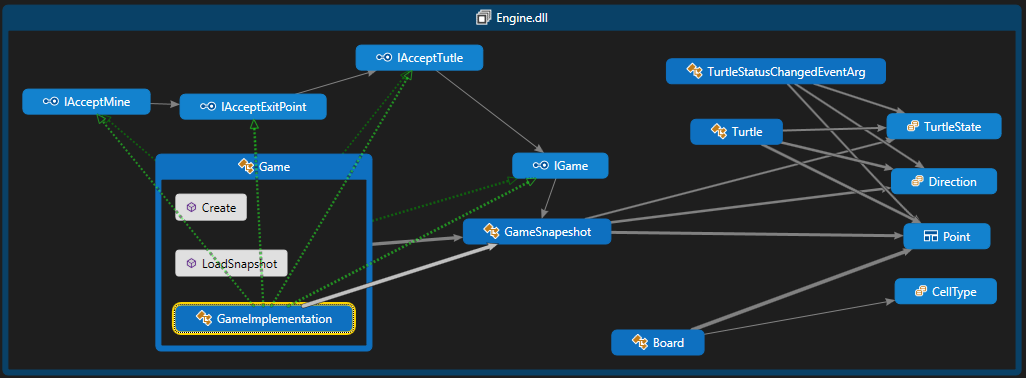 Engine.dll
IAcceptTutle
TurtleStatusChangedEventArg
IAcceptMine
IAcceptExitPoint
TurtleState
Turtle
Game
IGame
Direction
Create
GameSnapeshot
Point
LoadSnapshot
CellType
GameImplementation
Board